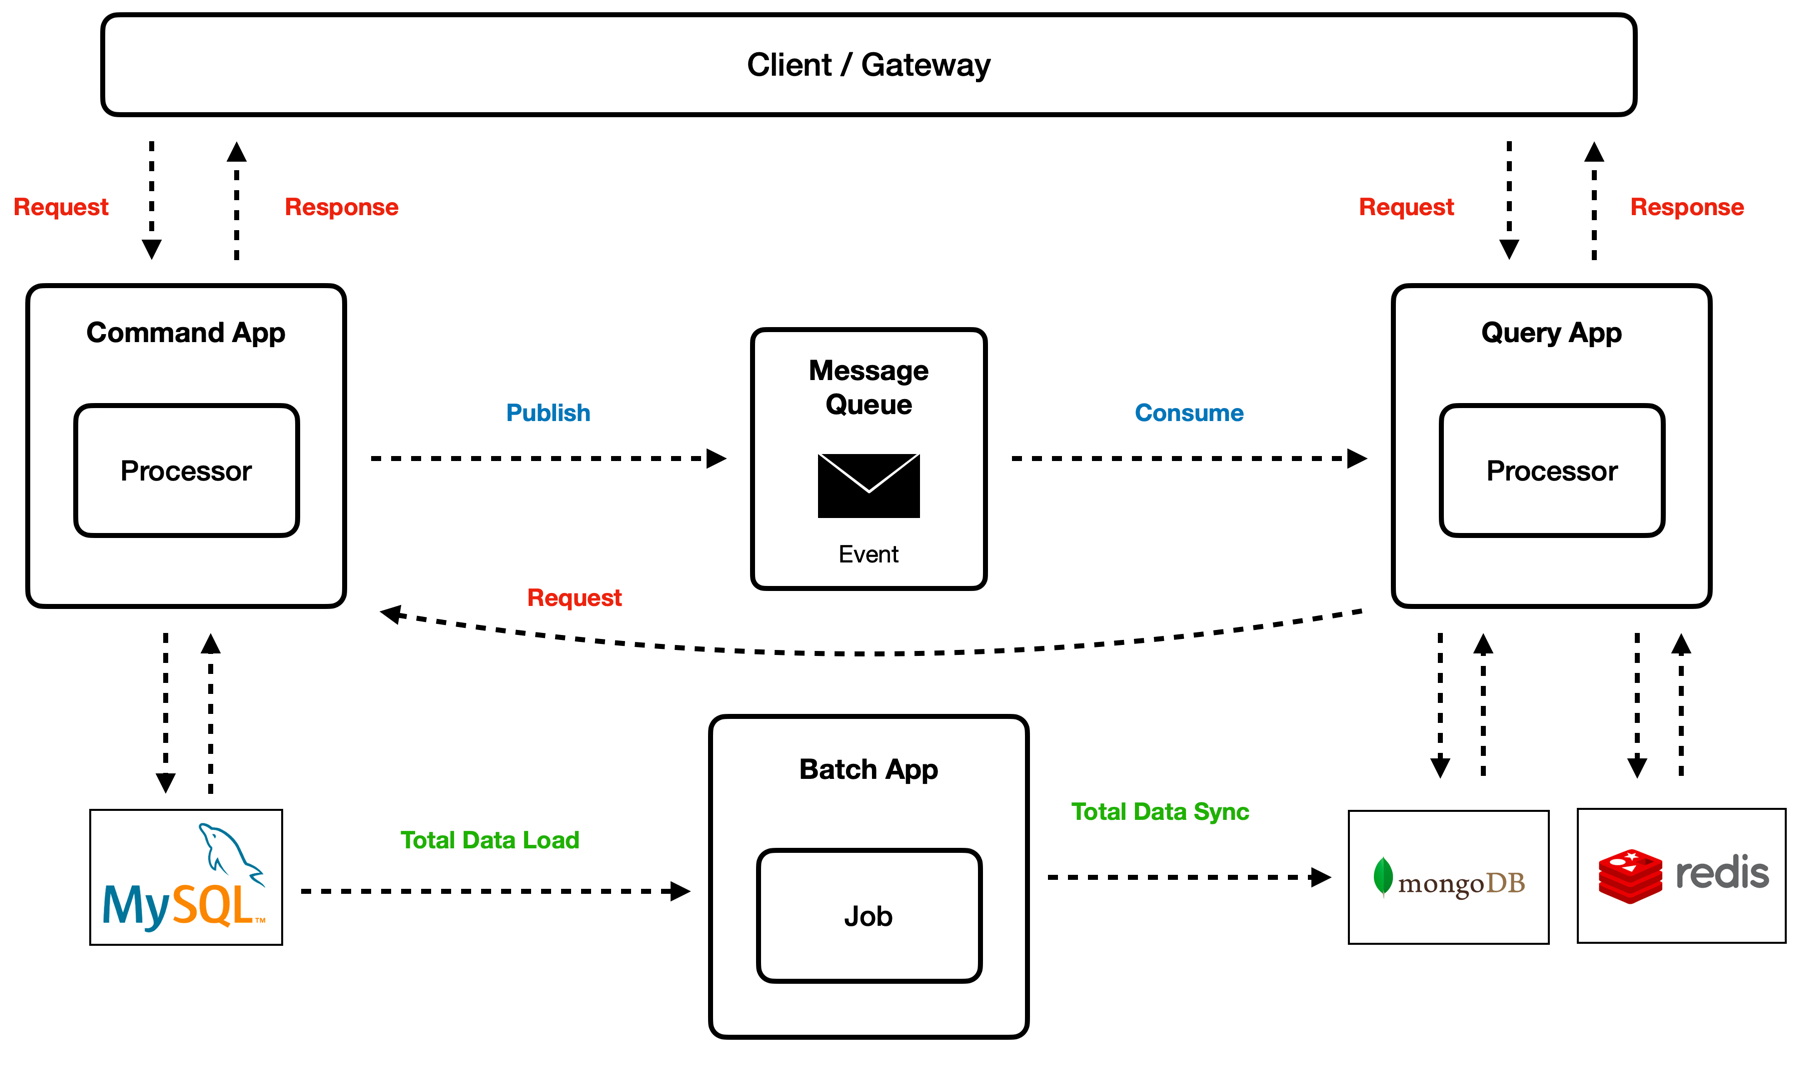 Client / Gateway
Request
Response
Request
Response
Command App
Processor
Publish
Message
Queue
Event
Consume
Query App
Processor
Request
Batch App
Job
Total Data Load
Total Data Sync
MySQL™
mongoDB
redis